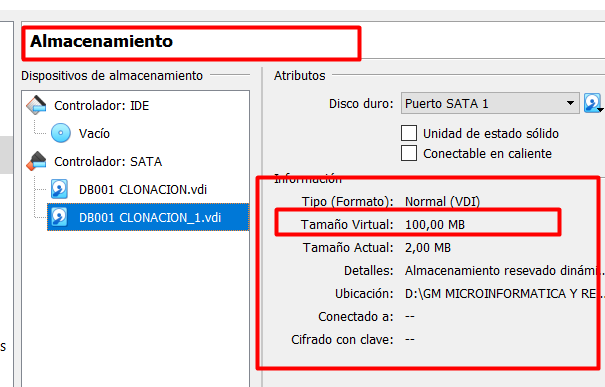 Almacenamiento
Dispositivos de almacenamiento
Controlador: IDE
Vacío
Controlador: SATA
DB001 CLONACION.vdi
DB001 CLONACION_1.vdi
Atributos
Disco duro: Puerto SATA 1
Unidad de estado sólido
Conectable en caliente
Información
Tipo (Formato): Normal (VDI)
Tamaño Virtual: 100,00 MB
Tamaño Actual: 2,00 MB
Detalles: Almacenamiento resevado dinámi...
Ubicación: D:\GM MICROINFORMATICA Y RE...
Conectado a: --
Cifrado con clave: --
s